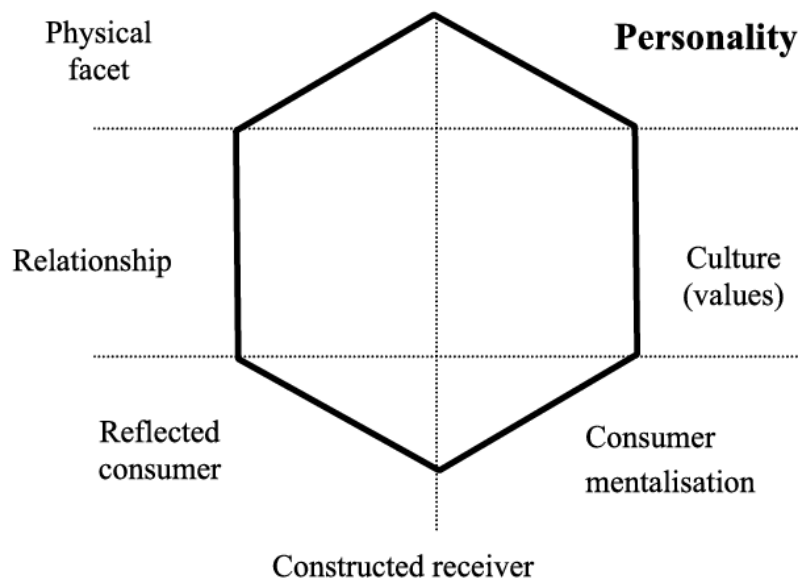 Physical
facet
Personality
Relationship
Culture
(values)
Reflected
consumer
Consumer
mentalisation
Constructed receiver